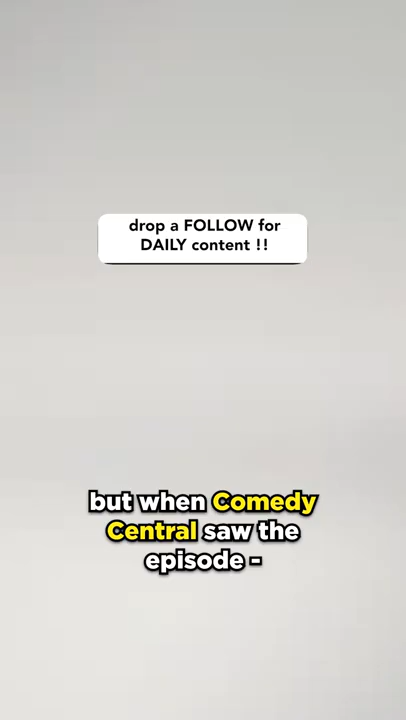 drop a FOLLOW for
DAILY content !!
but when Comedy
Central saw the
episode -